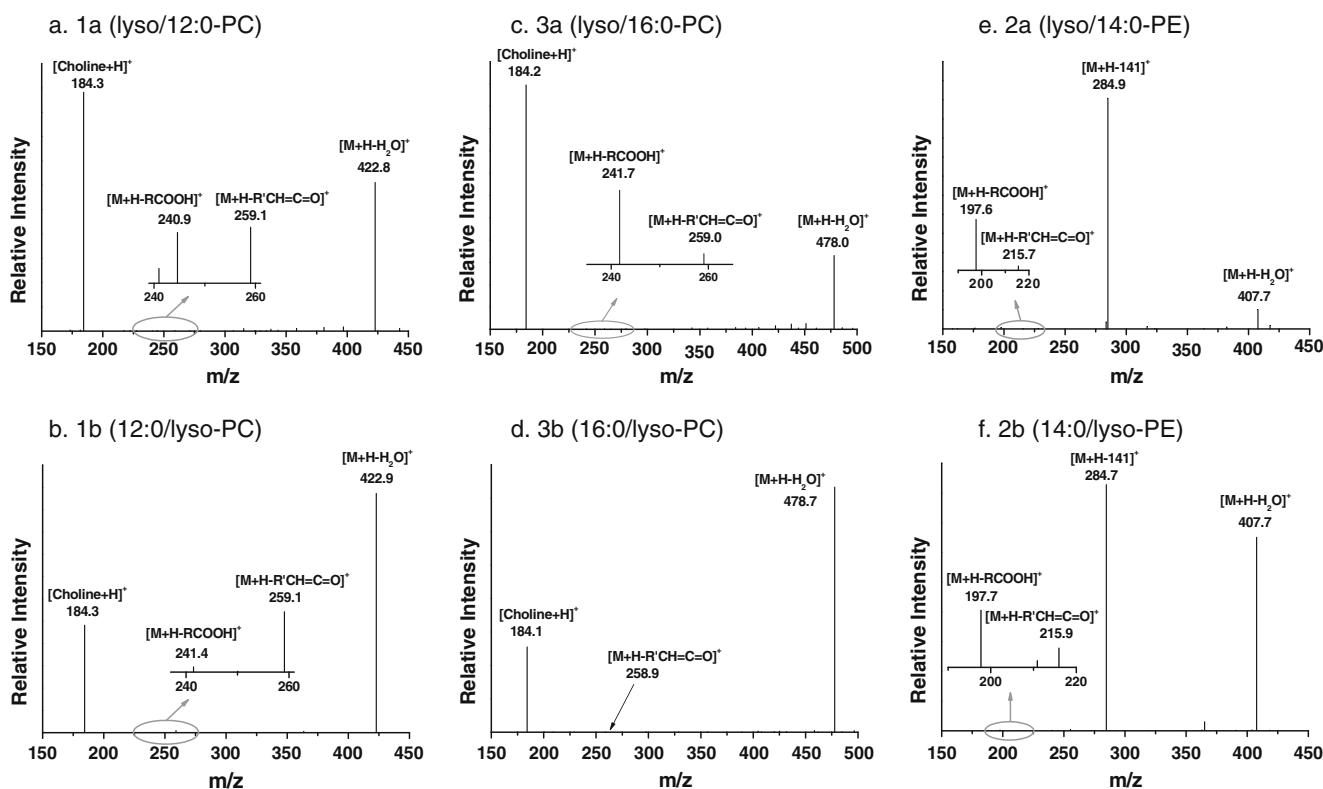 a. 1a (lyso/12:0-PC)
[Choline+H]⁺
184.3
[M+H-H₂O]⁺
422.8
[M+H-RCOOH]⁺
240.9
[M+H-R'CH=C=O]⁺
259.1
240 260
Relative Intensity
150 200 250 300 350 400 450
m/z
c. 3a (lyso/16:0-PC)
[Choline+H]⁺
184.2
[M+H-RCOOH]⁺
241.7
[M+H-R'CH=C=O]⁺
259.0
[M+H-H₂O]⁺
478.0
240 260
Relative Intensity
150 200 250 300 350 400 450 500
m/z
e. 2a (lyso/14:0-PE)
[M+H-141]⁺
284.9
[M+H-RCOOH]⁺
197.6
[M+H-R'CH=C=O]⁺
215.7
[M+H-H₂O]⁺
407.7
200 220
Relative Intensity
150 200 250 300 350 400 450
m/z
b. 1b (12:0/lyso-PC)
[M+H-H₂O]⁺
422.9
[Choline+H]⁺
184.3
[M+H-R'CH=C=O]⁺
259.1
[M+H-RCOOH]⁺
241.4
240 260
Relative Intensity
150 200 250 300 350 400 450
m/z
d. 3b (16:0/lyso-PC)
[M+H-H₂O]⁺
478.7
[Choline+H]⁺
184.1
[M+H-R'CH=C=O]⁺
258.9
Relative Intensity
150 200 250 300 350 400 450 500
m/z
f. 2b (14:0/lyso-PE)
[M+H-141]⁺
284.7
[M+H-H₂O]⁺
407.7
[M+H-RCOOH]⁺
197.7
[M+H-R'CH=C=O]⁺
215.9
200 220
Relative Intensity
150 200 250 300 350 400 450
m/z